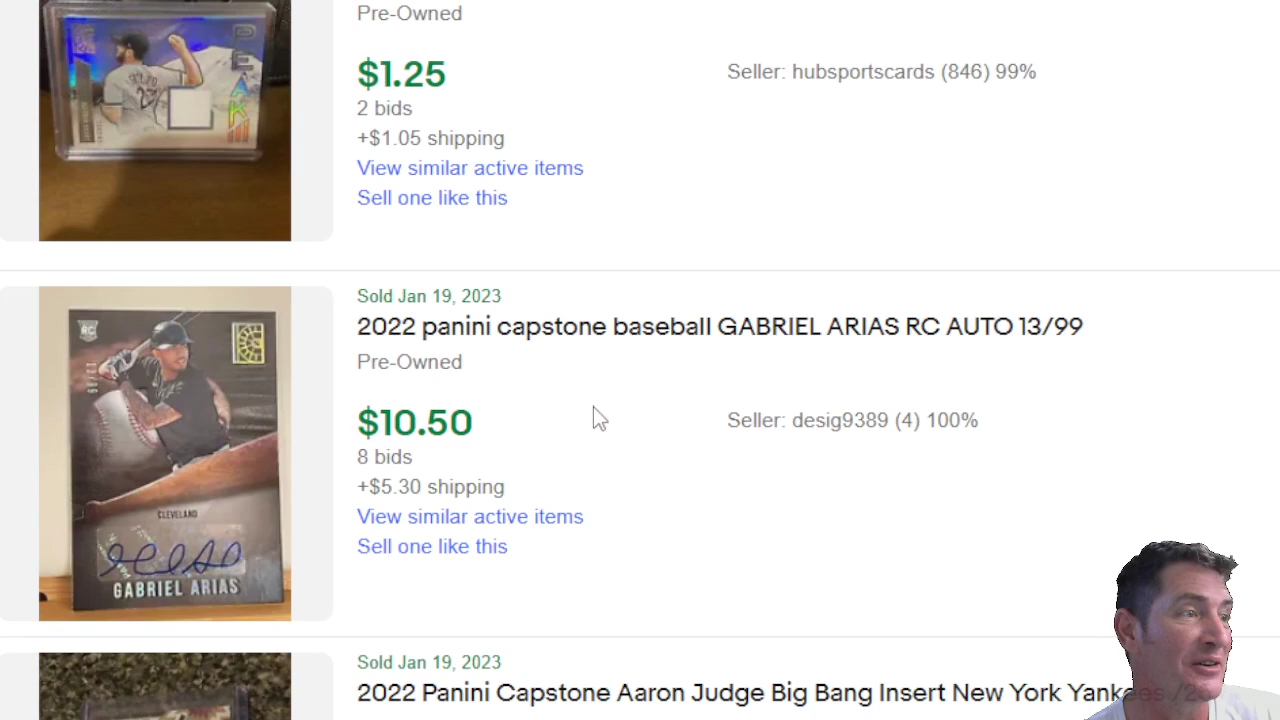 Pre-Owned
PEAK
27
$1.25
Seller: hubsportscards (846) 99%
2 bids
+$1.05 shipping
View similar active items
Sell one like this
Sold Jan 19, 2023
2022 panini capstone baseball GABRIEL ARIAS RC AUTO 13/99
RC
Pre-Owned
$10.50
Seller: desig9389 (4) 100%
8 bids
+$5.30 shipping
CLEVELAND
View similar active items
Sell one like this
GABRIEL ARIAS
Sold Jan 19, 2023
2022 Panini Capstone Aaron Judge Big Bang Insert New York Yankees